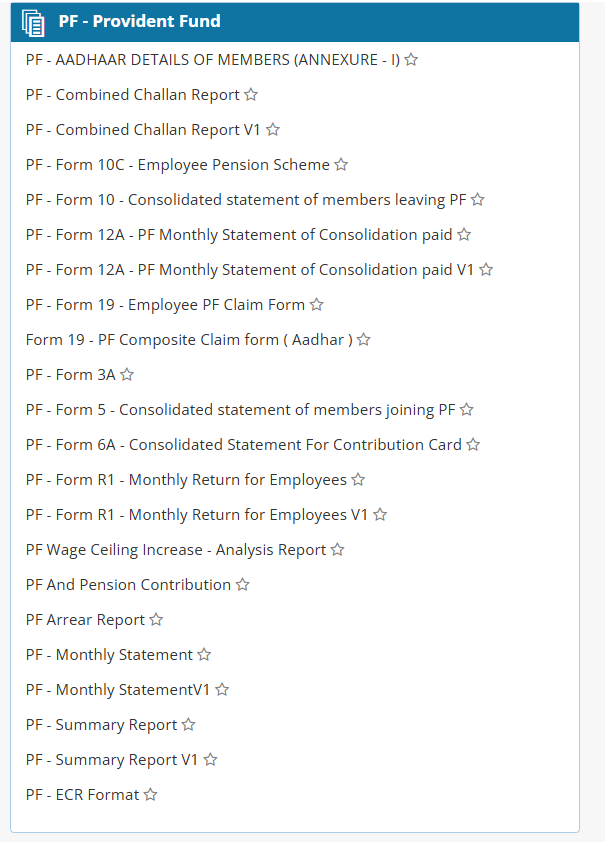 PF - Provident Fund
PF - AADHAAR DETAILS OF MEMBERS (ANNEXURE - I)
PF - Combined Challan Report
PF - Combined Challan Report V1
PF - Form 10C - Employee Pension Scheme
PF - Form 10 - Consolidated statement of members leaving PF
PF - Form 12A - PF Monthly Statement of Consolidation paid
PF - Form 12A - PF Monthly Statement of Consolidation paid V1
PF - Form 19 - Employee PF Claim Form
Form 19 - PF Composite Claim form ( Aadhar )
PF - Form 3A
PF - Form 5 - Consolidated statement of members joining PF
PF - Form 6A - Consolidated Statement For Contribution Card
PF - Form R1 - Monthly Return for Employees
PF - Form R1 - Monthly Return for Employees V1
PF Wage Ceiling Increase - Analysis Report
PF And Pension Contribution
PF Arrear Report
PF - Monthly Statement
PF - Monthly StatementV1
PF - Summary Report
PF - Summary Report V1
PF - ECR Format